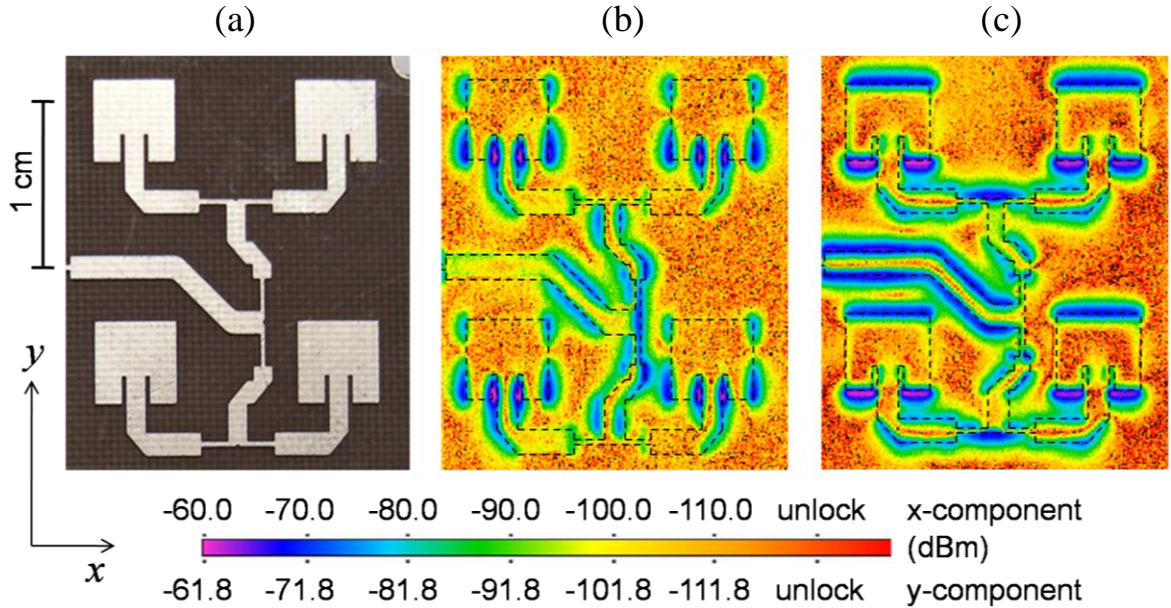 (a) (b) (c)
1 cm
y
x
-60.0 -70.0 -80.0 -90.0 -100.0 -110.0 unlock x-component
(dBm)
-61.8 -71.8 -81.8 -91.8 -101.8 -111.8 unlock y-component